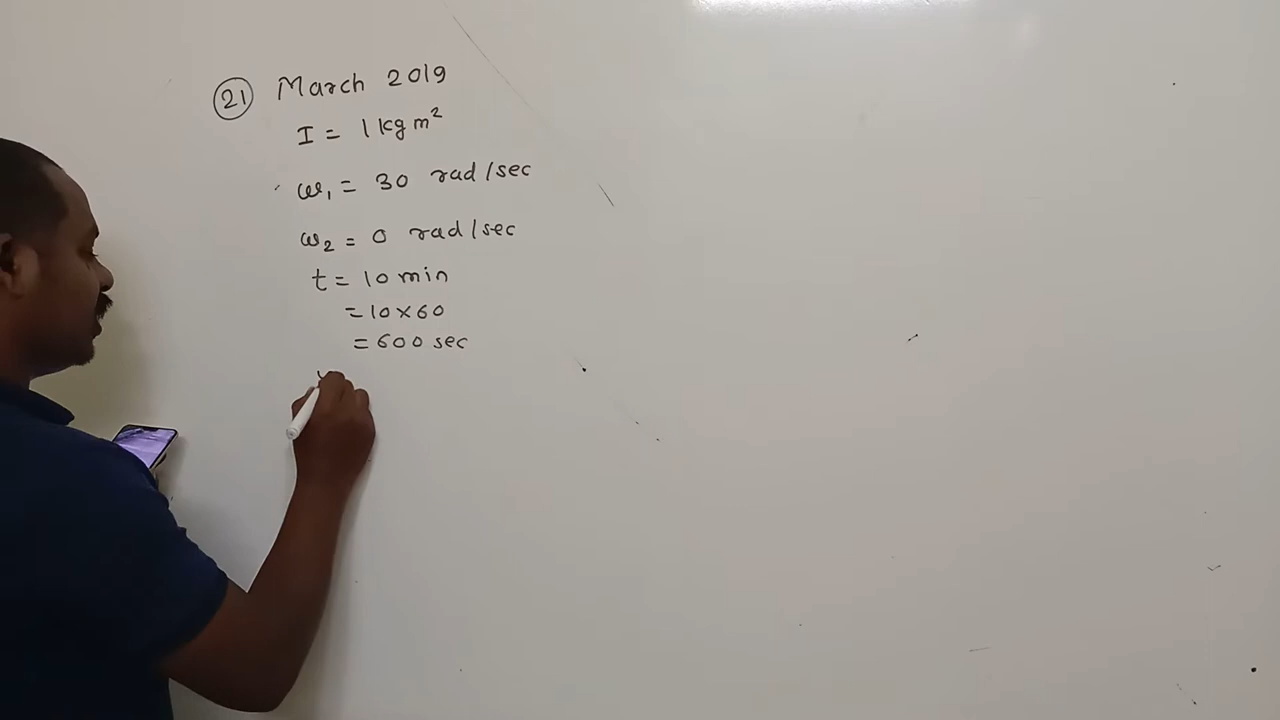 21 March 2019
I = 1 kg m²
ω₁ = 30 rad/sec
ω₂ = 0 rad/sec
t = 10 min
= 10 × 60
= 600 sec